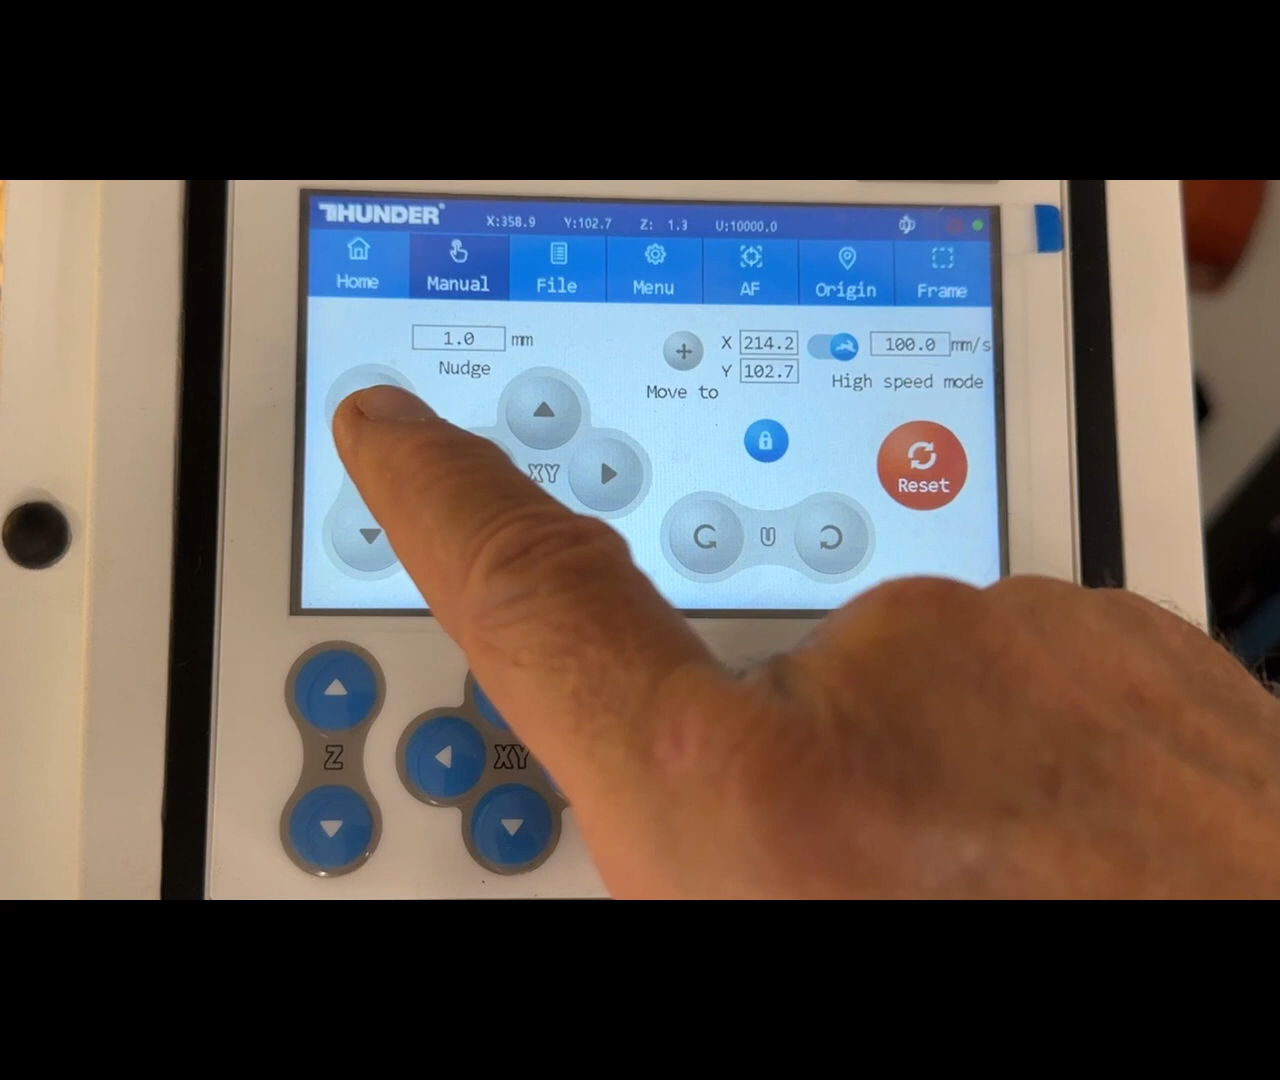 THUNDER®
X:358.9 Y:102.7 Z: 1.3 U:10000.0
Home Manual File Menu AF Origin Frame
1.0 mm
Nudge
X 214.2
Y 102.7
Move to
100.0 mm/s
High speed mode
XY
Reset
U
Z
XY